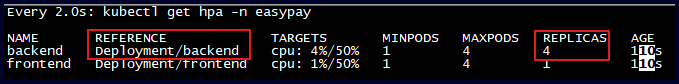 Every 2.0s: kubectl get hpa -n easypay
NAME REFERENCE TARGETS MINPODS MAXPODS REPLICAS AGE
backend Deployment/backend cpu: 4%/50% 1 4 4 110s
frontend Deployment/frontend cpu: 1%/50% 1 4 1 110s